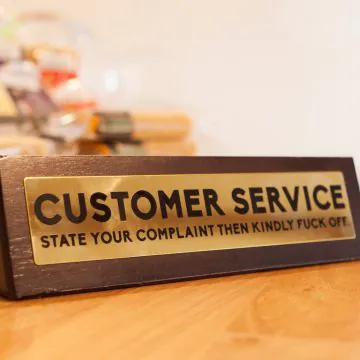 CUSTOMER SERVICE
STATE YOUR COMPLAINT THEN KINDLY FUCK OFF.